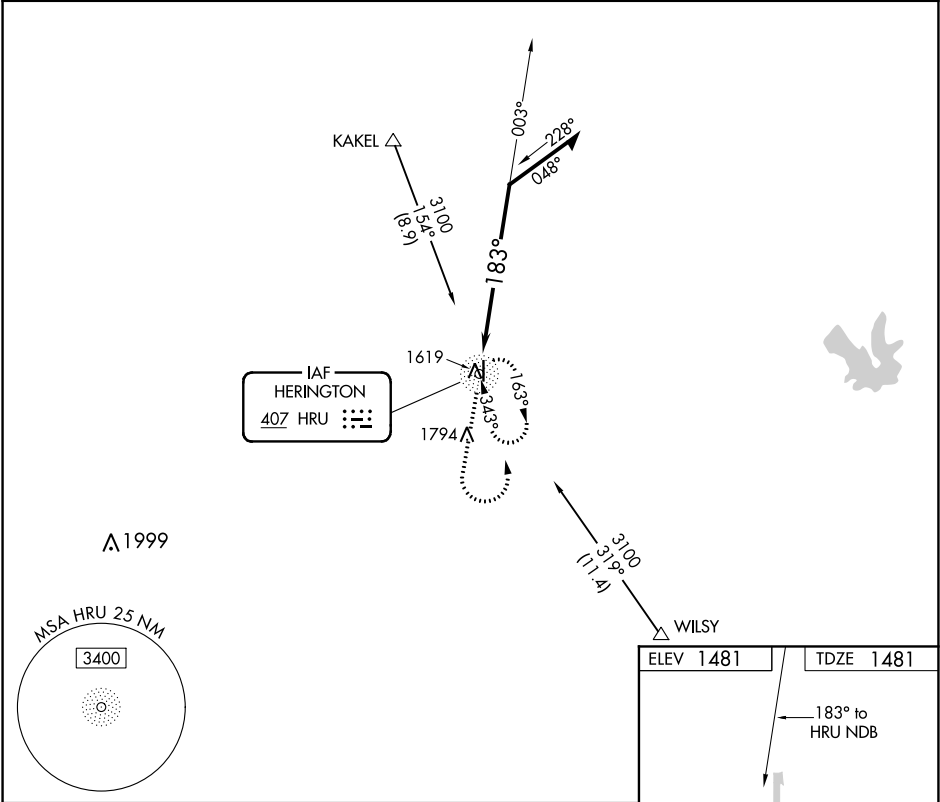 003°
228°
048°
KAKEL
3100
154°
(8.9)
183°
1619
IAF
HERINGTON
407 HRU
163°
343°
1794
1999
3100
319°
(11.4)
WILSY
MSA HRU 25 NM
3400
ELEV 1481
TDZE 1481
183° to
HRU NDB